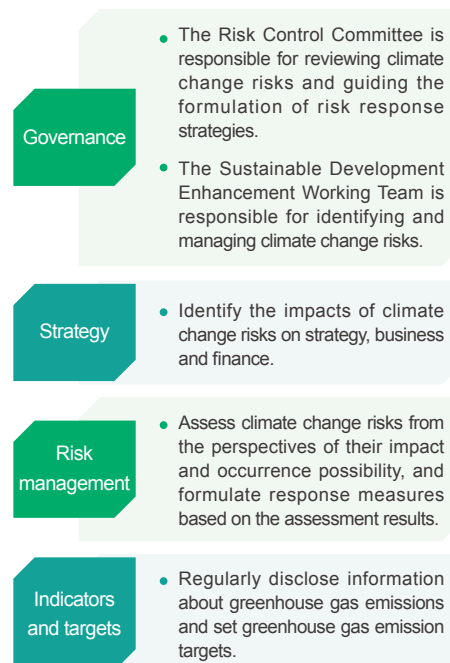 Governance
The Risk Control Committee is
responsible for reviewing climate
change risks and guiding the
formulation of risk response
strategies.
The Sustainable Development
Enhancement Working Team is
responsible for identifying and
managing climate change risks.
Strategy
Identify the impacts of climate
change risks on strategy, business
and finance.
Risk
management
Assess climate change risks from
the perspectives of their impact
and occurrence possibility, and
formulate response measures
based on the assessment results.
Indicators
and targets
Regularly disclose information
about greenhouse gas emissions
and set greenhouse gas emission
targets.